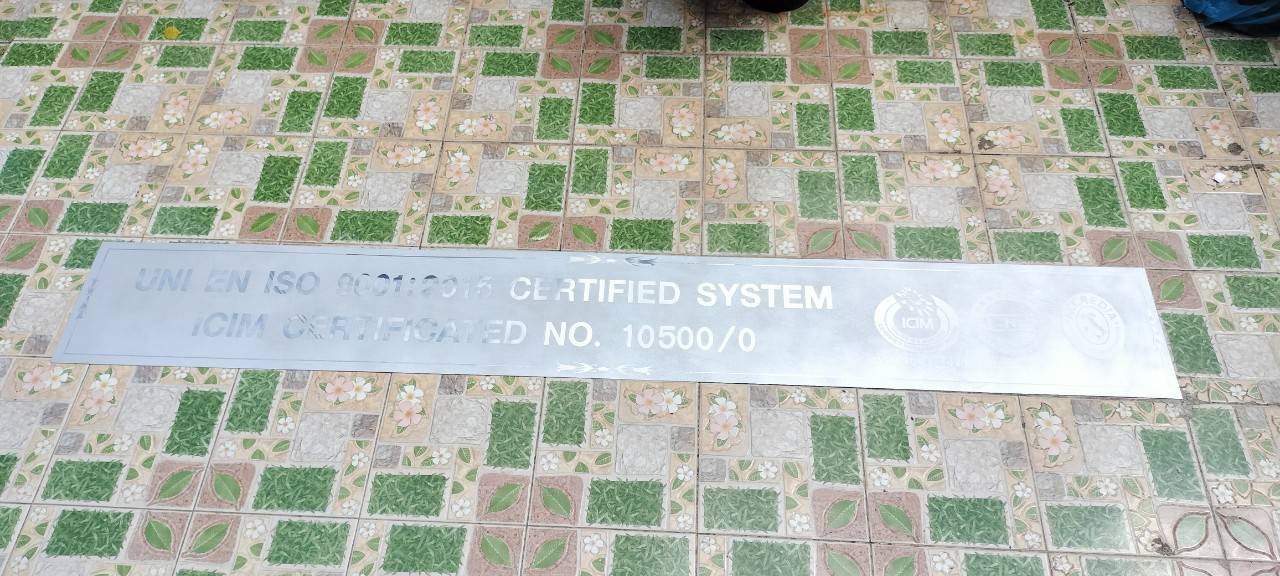 UNI EN ISO 9001:2015 CERTIFIED SYSTEM
ICIM CERTIFICATED NO. 10500/0
ICIM